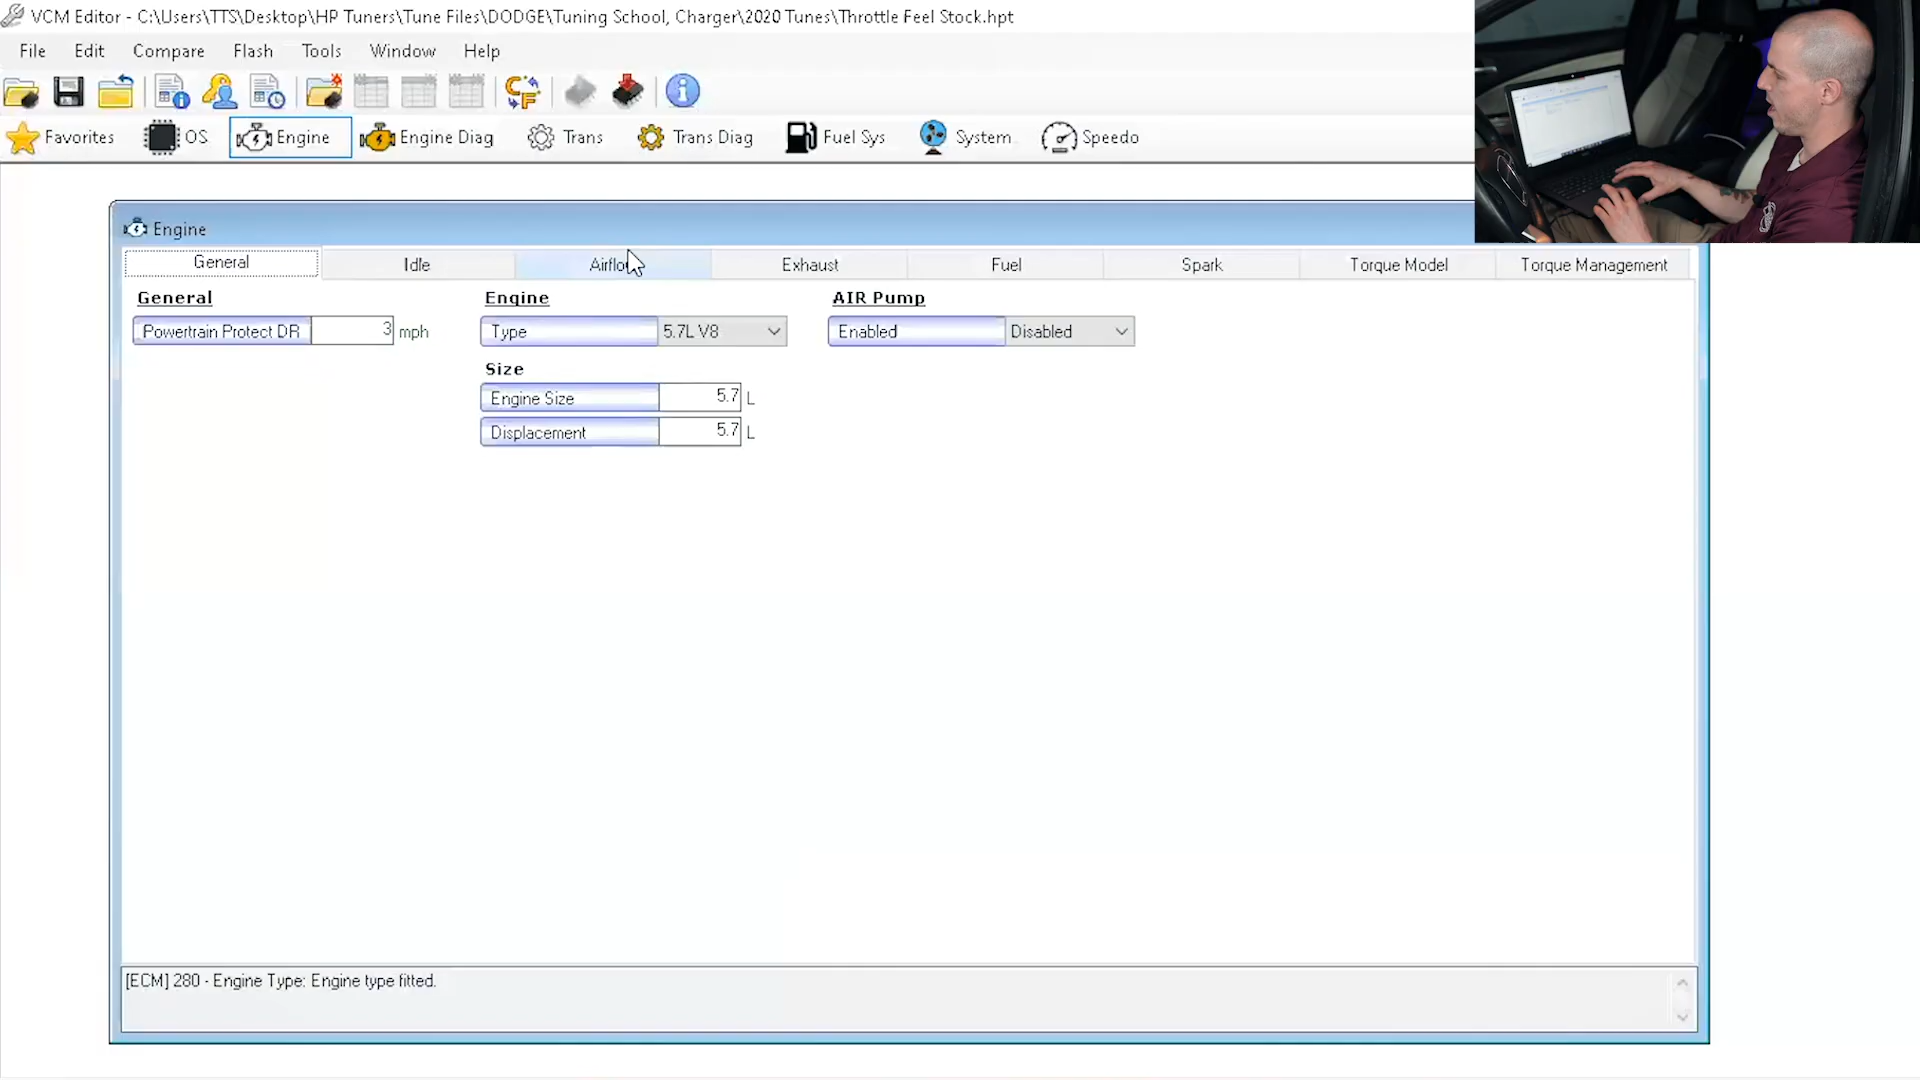 VCM Editor - C:\Users\TTS\Desktop\HP Tuners\Tune Files\DODGE\Tuning School, Charger\2020 Tunes\Throttle Feel Stock.hpt
File Edit Compare Flash Tools Window Help
Favorites OS Engine Engine Diag Trans Trans Diag Fuel Sys System Speedo
Engine
General Idle Airflow Exhaust Fuel Spark Torque Model Torque Management
General Engine AIR Pump
Powertrain Protect DR 3 mph Type 5.7L V8 Enabled Disabled
Size
Engine Size 5.7 L
Displacement 5.7 L
[ECM] 280 - Engine Type: Engine type fitted.